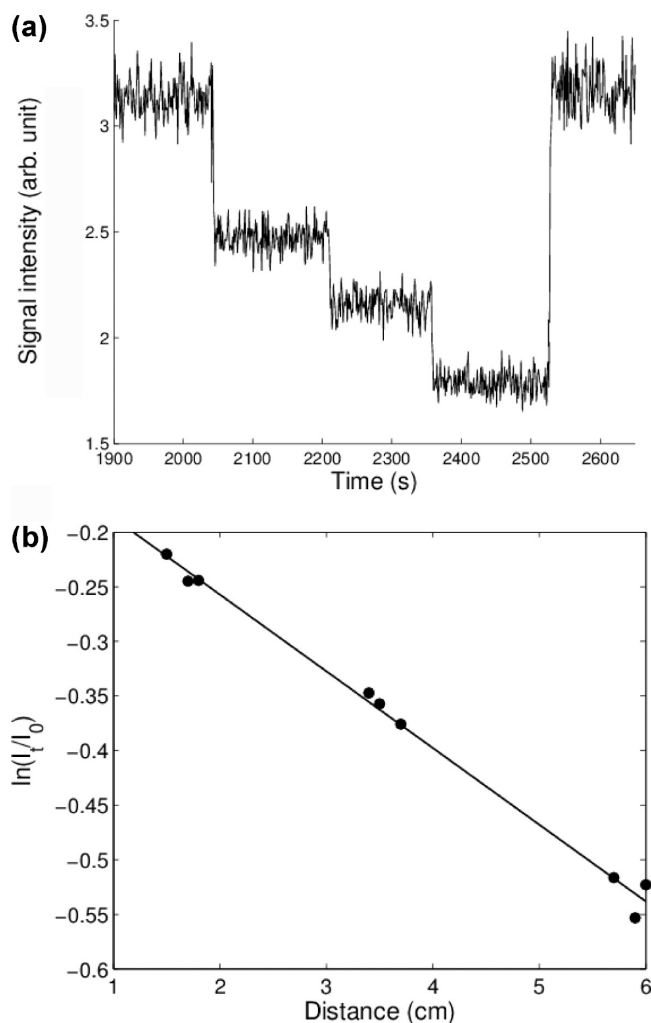 (a)
3.5
3
2.5
2
1.5
Signal intensity (arb. unit)
1900 2000 2100 2200 2300 2400 2500 2600
Time (s)
(b)
−0.2
−0.25
−0.3
−0.35
−0.4
−0.45
−0.5
−0.55
−0.6
ln(I_t/I_0)
1 2 3 4 5 6
Distance (cm)